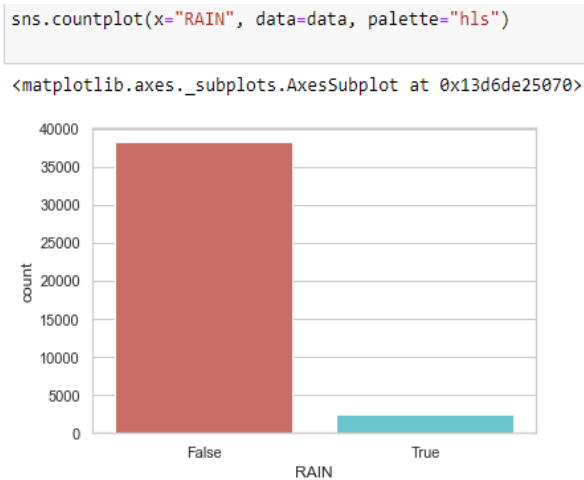 sns.countplot(x="RAIN", data=data, palette="hls")
<matplotlib.axes._subplots.AxesSubplot at 0x13d6de25070>
40000
35000
30000
25000
20000
15000
10000
5000
0
count
False True
RAIN